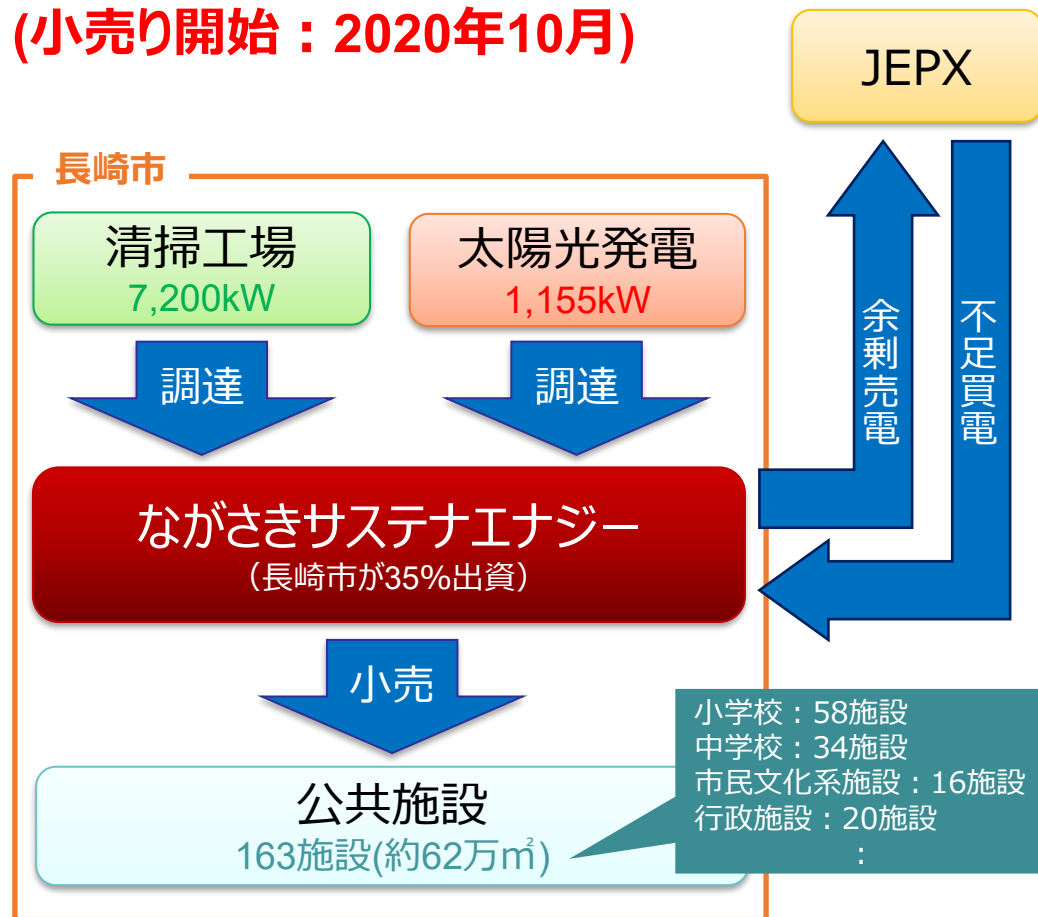 (小売り開始：2020年10月)
JEPX
長崎市
清掃工場
7,200kW
太陽光発電
1,155kW
調達
調達
余剰売電
不足買電
ながさきサステナエナジー
（長崎市が35%出資）
小売
公共施設
163施設(約62万㎡)
小学校：58施設
中学校：34施設
市民文化系施設：16施設
行政施設：20施設
：